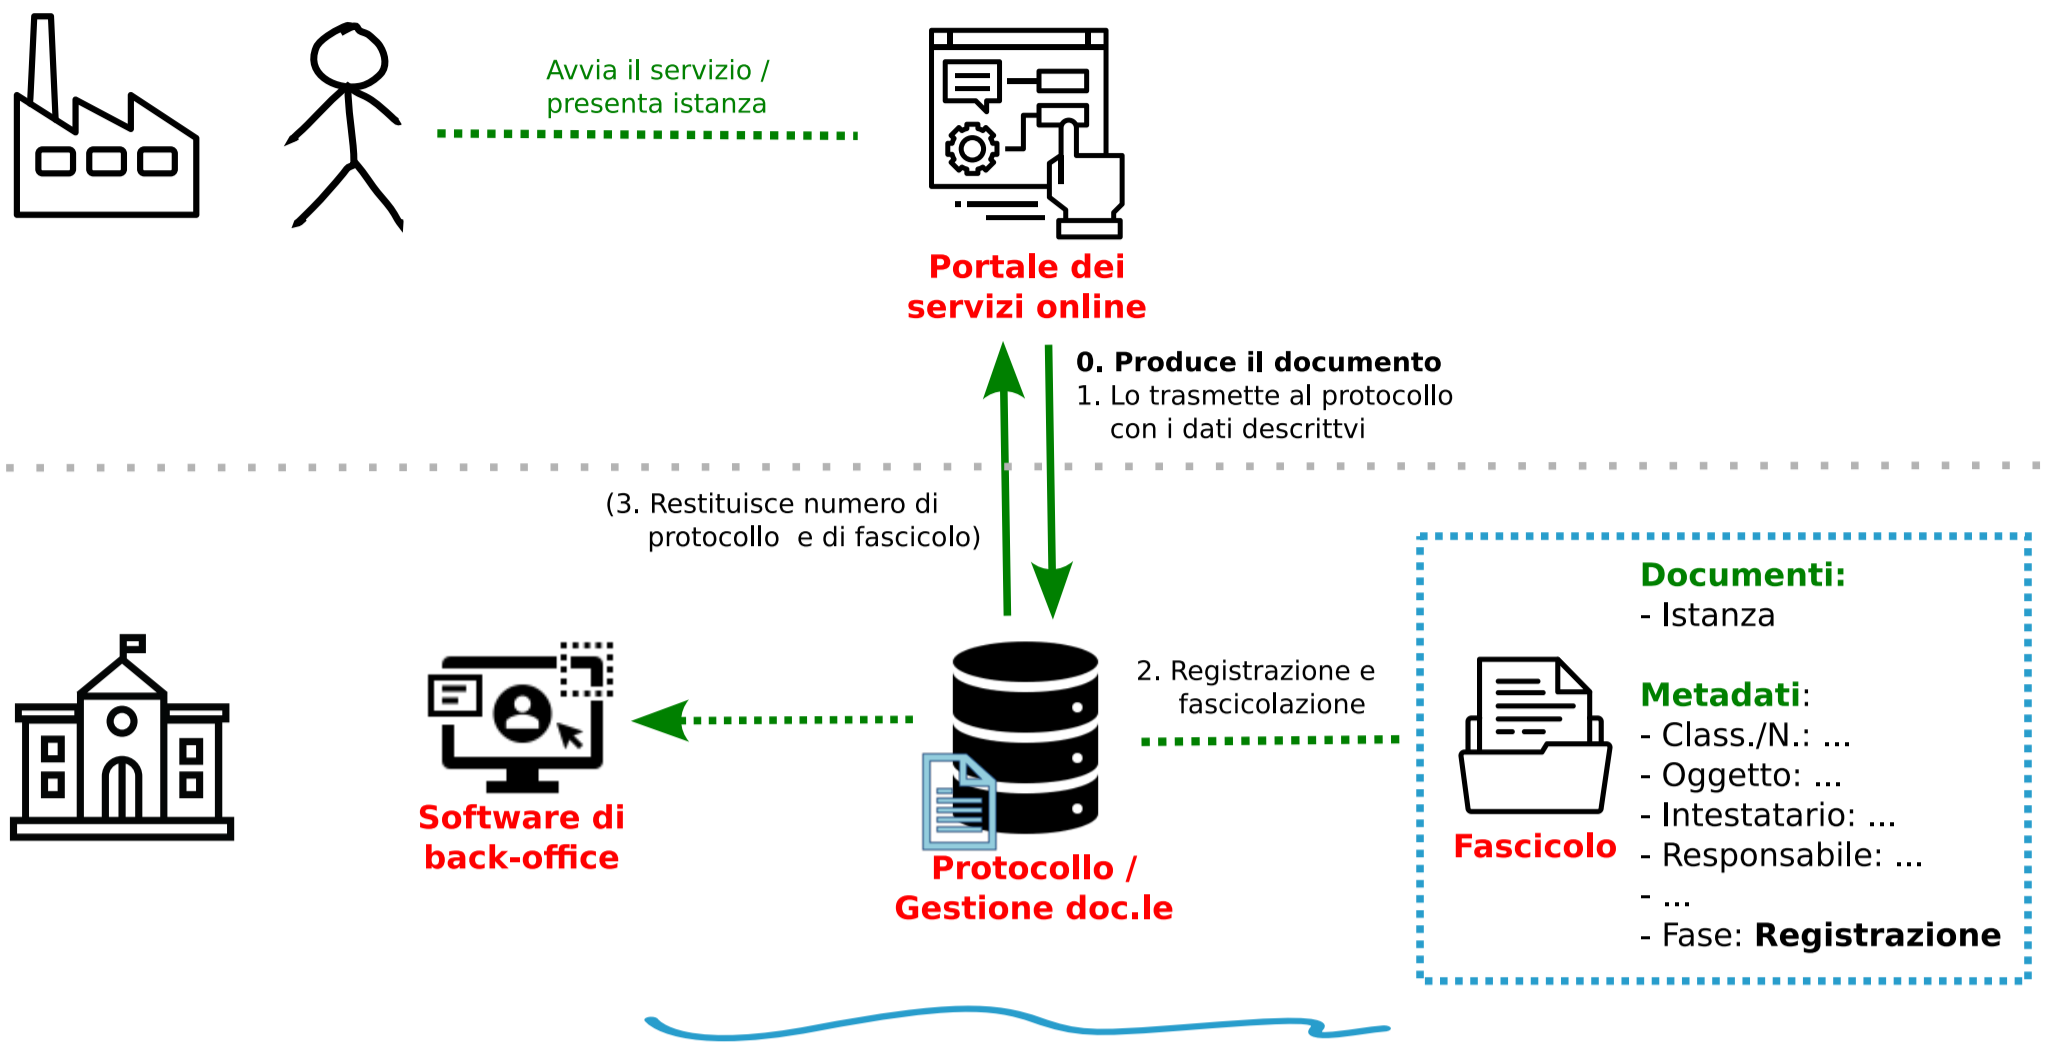 Avvia il servizio /
presenta istanza
Portale dei
servizi online
0. Produce il documento
1. Lo trasmette al protocollo
con i dati descrittvi
(3. Restituisce numero di
protocollo  e di fascicolo)
Software di
back-office
Protocollo /
Gestione doc.le
2. Registrazione e
fascicolazione
Fascicolo
Documenti:
- Istanza
Metadati:
- Class./N.: ...
- Oggetto: ...
- Intestatario: ...
- Responsabile: ...
- ...
- Fase: Registrazione